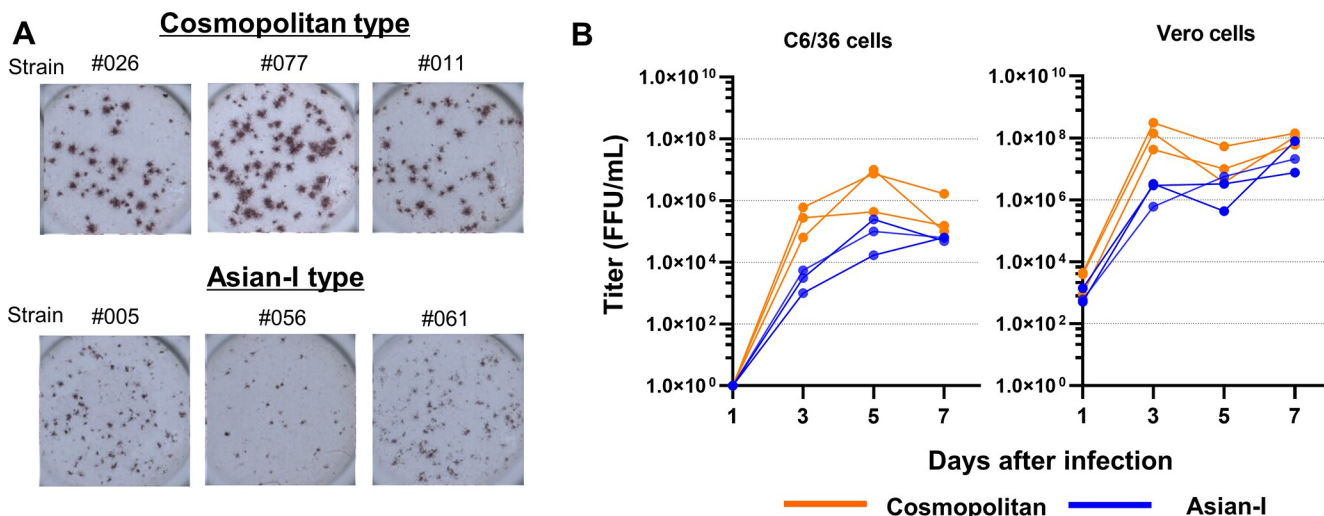 A
Cosmopolitan type
Strain #026 #077 #011
Asian-I type
Strain #005 #056 #061
B
C6/36 cells
Vero cells
Titer (FFU/mL)
1.0×10^10
1.0×10^8
1.0×10^6
1.0×10^4
1.0×10^2
1.0×10^0
1 3 5 7
1.0×10^10
1.0×10^8
1.0×10^6
1.0×10^4
1.0×10^2
1.0×10^0
1 3 5 7
Days after infection
Cosmopolitan Asian-I